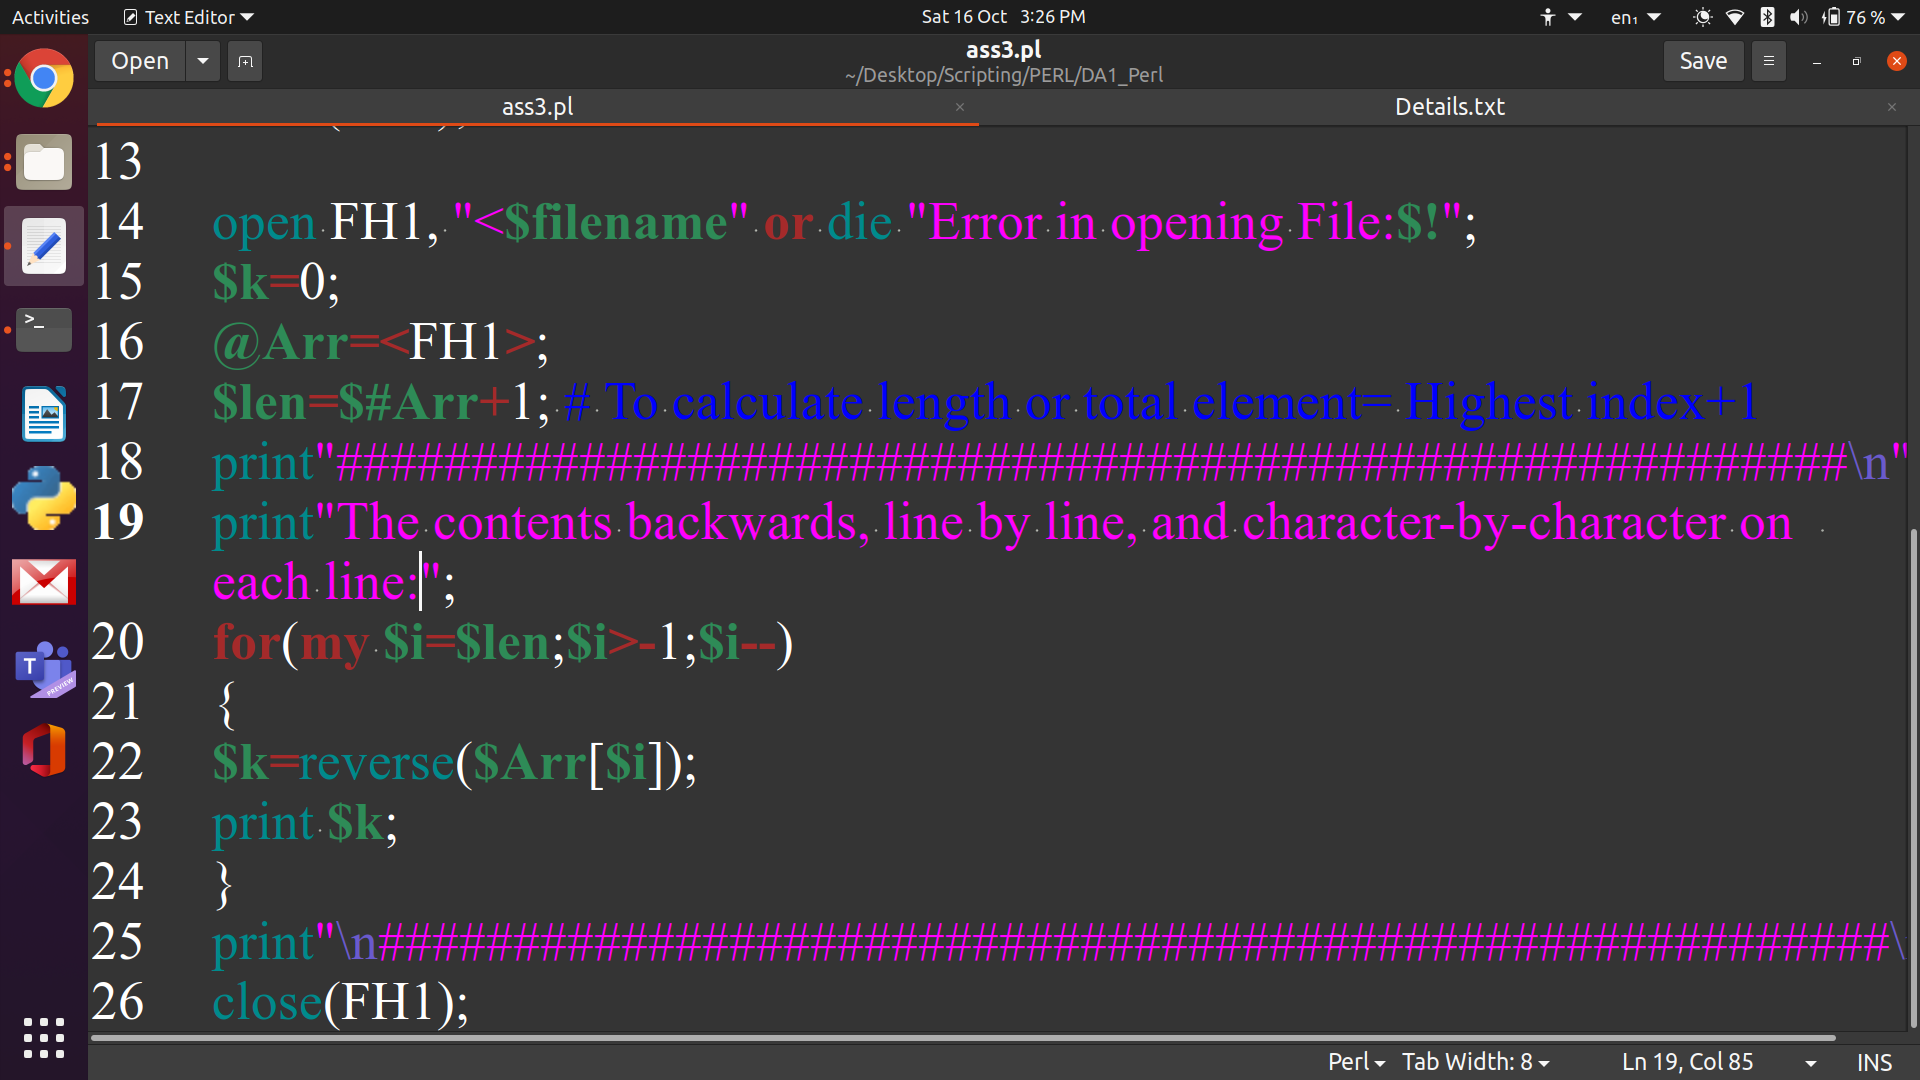 Activities Text Editor Sat 16 Oct 3:26 PM en₁ 76 %
Open ass3.pl Save
~/Desktop/Scripting/PERL/DA1_Perl
ass3.pl Details.txt
13
14 open FH1, "<$filename" or die "Error in opening File:$!";
15 $k=0;
16 @Arr=<FH1>;
17 $len=$#Arr+1; # To calculate length or total element= Highest index+1
18 print"########################################################\n"
19 print"The contents backwards, line by line, and character-by-character on
each line:";
20 for(my $i=$len;$i>-1;$i--)
21 {
22 $k=reverse($Arr[$i]);
23 print $k;
24 }
25 print"\n########################################################\
26 close(FH1);
Perl Tab Width: 8 Ln 19, Col 85 INS